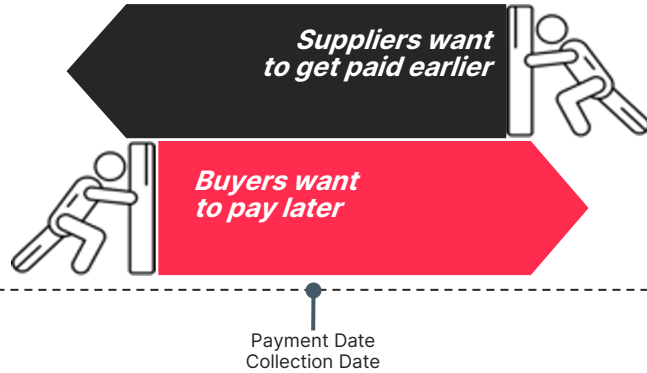 Suppliers want
to get paid earlier
Buyers want
to pay later
Payment Date
Collection Date